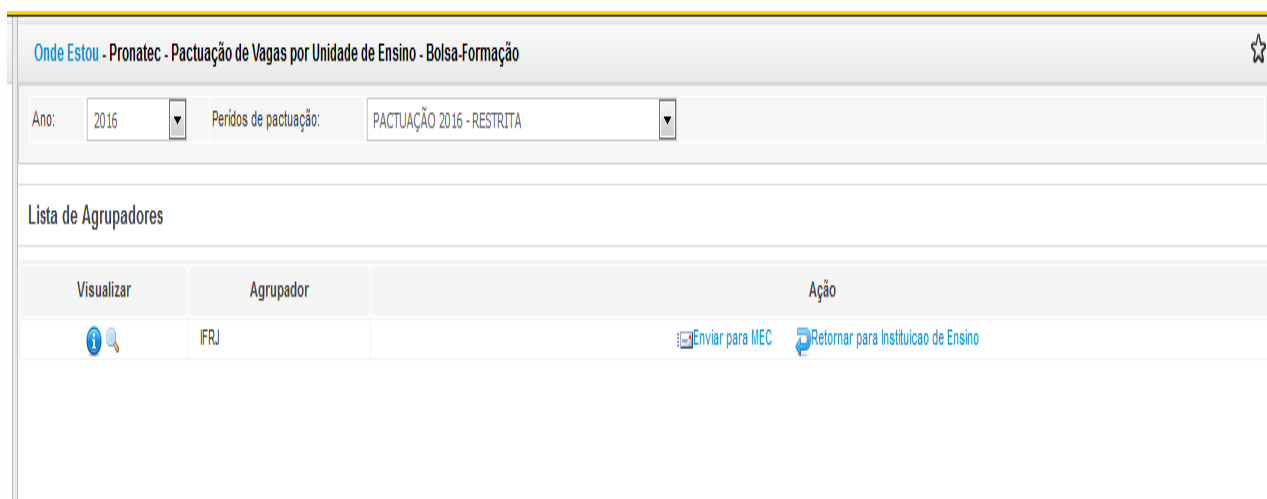 Onde Estou - Pronatec - Pactuação de Vagas por Unidade de Ensino - Bolsa-Formação
Ano: 2016 Perídos de pactuação: PACTUAÇÃO 2016 - RESTRITA
Lista de Agrupadores
Visualizar Agrupador Ação
IFRJ Enviar para MEC Retornar para Instituicao de Ensino